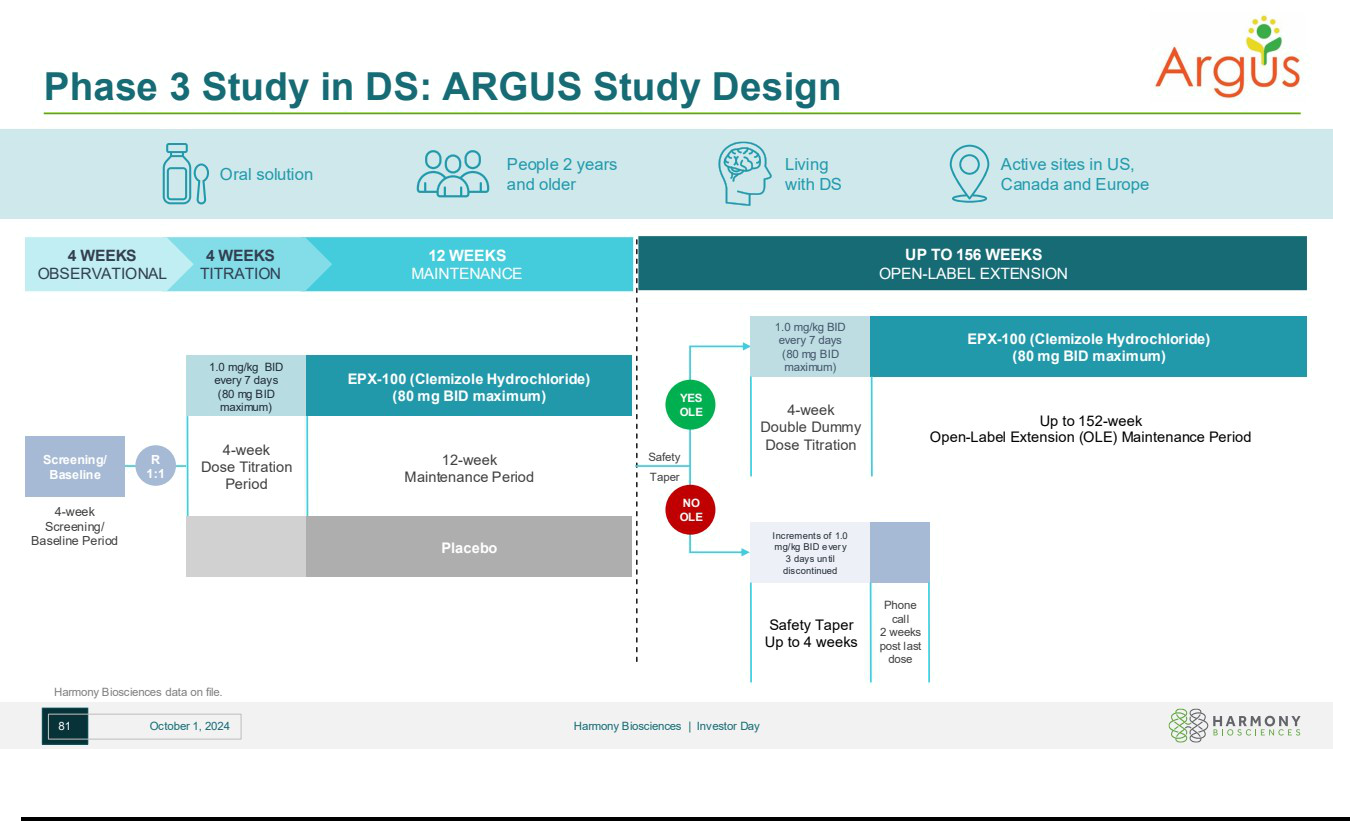 Argus
Phase 3 Study in DS: ARGUS Study Design
Oral solution
People 2 years
and older
Living
with DS
Active sites in US,
Canada and Europe
4 WEEKS
OBSERVATIONAL
4 WEEKS
TITRATION
12 WEEKS
MAINTENANCE
UP TO 156 WEEKS
OPEN-LABEL EXTENSION
Screening/
Baseline
4-week
Screening/
Baseline Period
R
1:1
1.0 mg/kg BID
every 7 days
(80 mg BID
maximum)
EPX-100 (Clemizole Hydrochloride)
(80 mg BID maximum)
4-week
Dose Titration
Period
12-week
Maintenance Period
Placebo
Safety
Taper
YES
OLE
NO
OLE
1.0 mg/kg BID
every 7 days
(80 mg BID
maximum)
EPX-100 (Clemizole Hydrochloride)
(80 mg BID maximum)
4-week
Double Dummy
Dose Titration
Up to 152-week
Open-Label Extension (OLE) Maintenance Period
Increments of 1.0
mg/kg BID every
3 days until
discontinued
Safety Taper
Up to 4 weeks
Phone
call
2 weeks
post last
dose
Harmony Biosciences data on file.
81
October 1, 2024
Harmony Biosciences | Investor Day
HARMONY
BIOSCIENCES